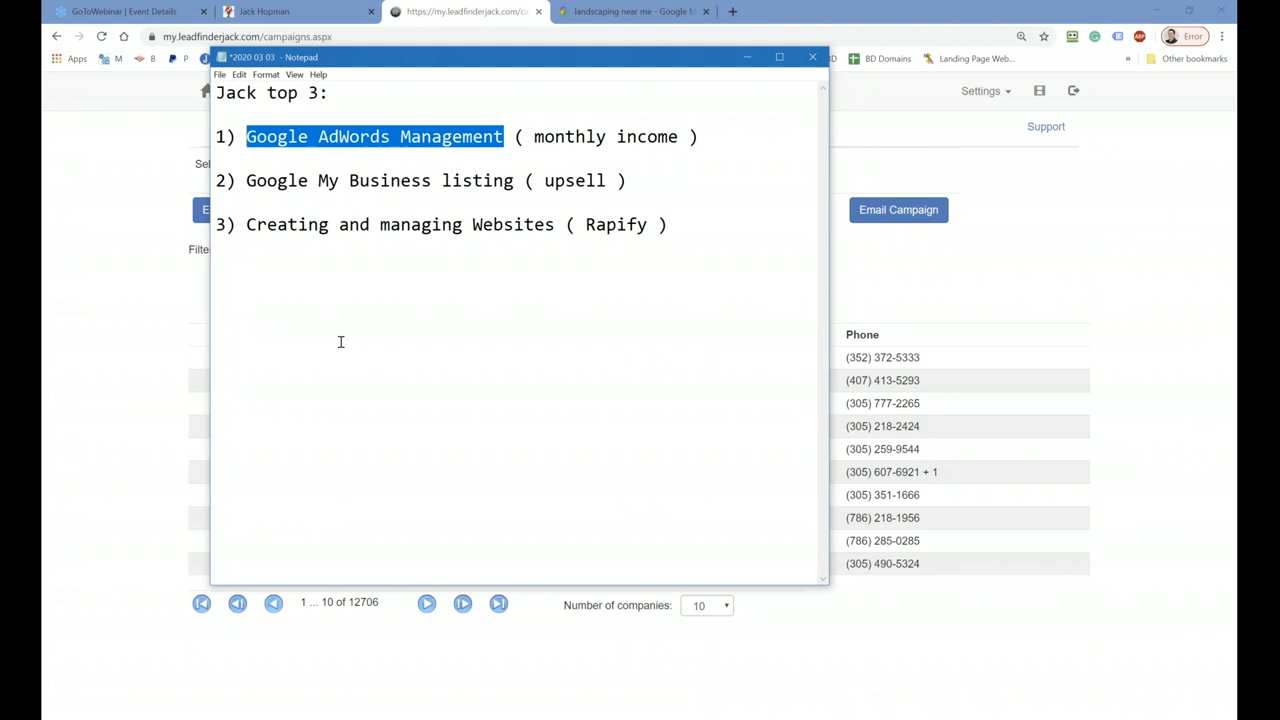 GoToWebinar | Event Details
Jack Hopman
https://my.leadfinderjack.com/ca
landscaping near me - Google M
my.leadfinderjack.com/campaigns.aspx
Error
Apps
M
B
P
J
D
BD Domains
Landing Page Web...
»
Other bookmarks
*2020 03 03 - Notepad
File Edit Format View Help
Jack top 3:
1) Google AdWords Management ( monthly income )
2) Google My Business listing ( upsell )
3) Creating and managing Websites ( Rapify )
Settings
Support
Sel
E
Email Campaign
Filte
Phone
(352) 372-5333
(407) 413-5293
(305) 777-2265
(305) 218-2424
(305) 259-9544
(305) 607-6921 + 1
(305) 351-1666
(786) 218-1956
(786) 285-0285
(305) 490-5324
1 ... 10 of 12706
Number of companies: 10